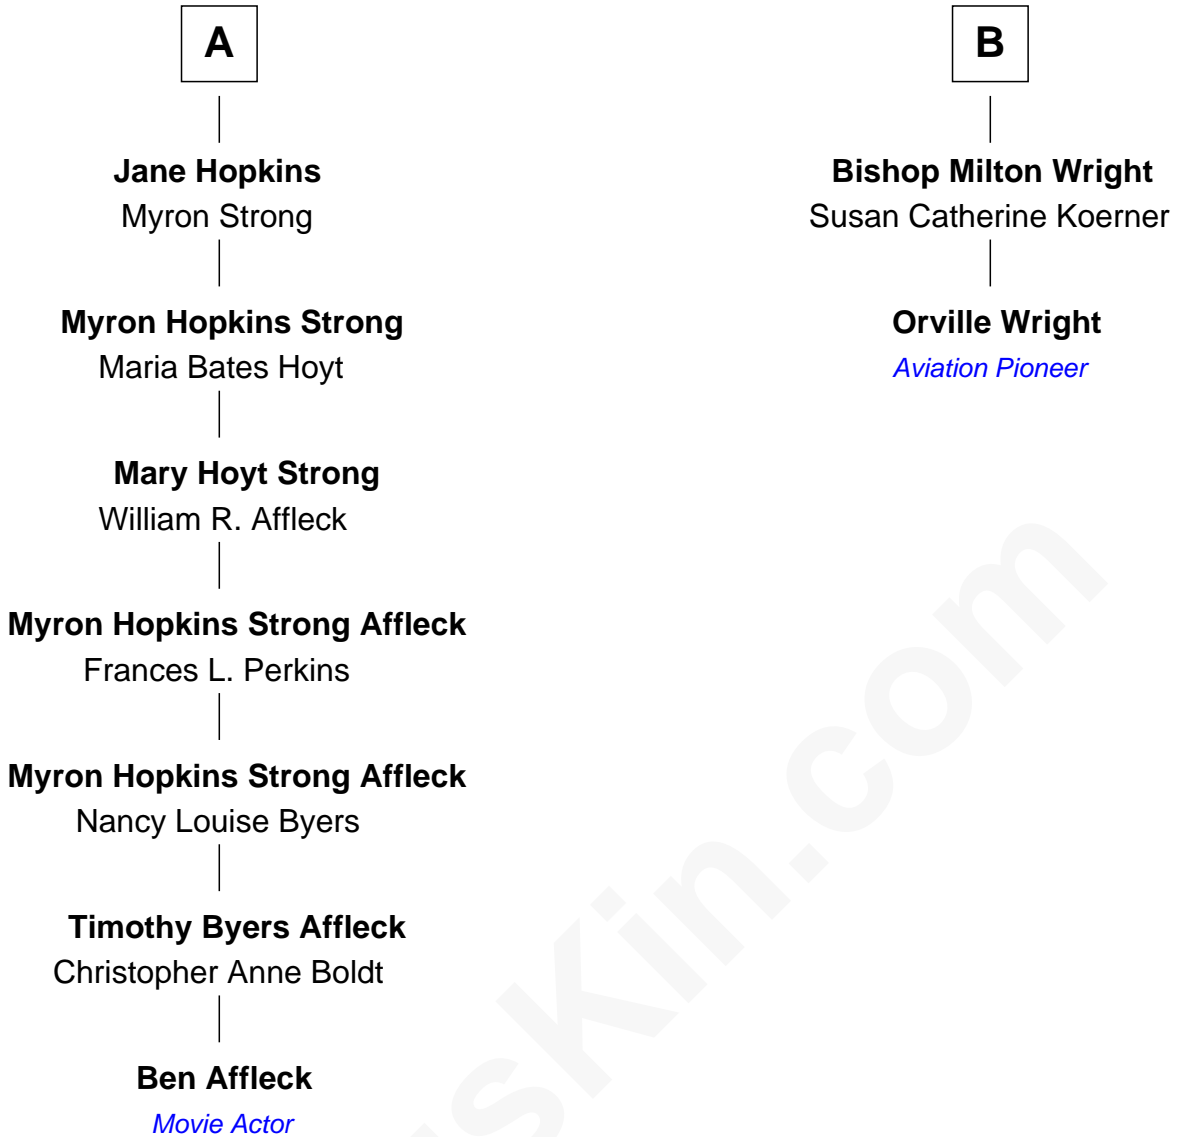 A
Jane Hopkins
Myron Strong
Myron Hopkins Strong
Maria Bates Hoyt
Mary Hoyt Strong
William R. Affleck
Myron Hopkins Strong Affleck
Frances L. Perkins
Myron Hopkins Strong Affleck
Nancy Louise Byers
Timothy Byers Affleck
Christopher Anne Boldt
Ben Affleck
Movie Actor
B
Bishop Milton Wright
Susan Catherine Koerner
Orville Wright
Aviation Pioneer
sKin.com